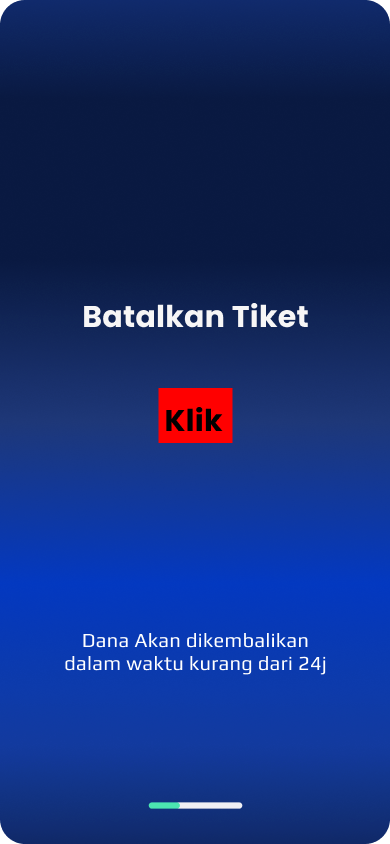 Batalkan Tiket
Klik
Dana Akan dikembalikan
dalam waktu kurang dari 24j